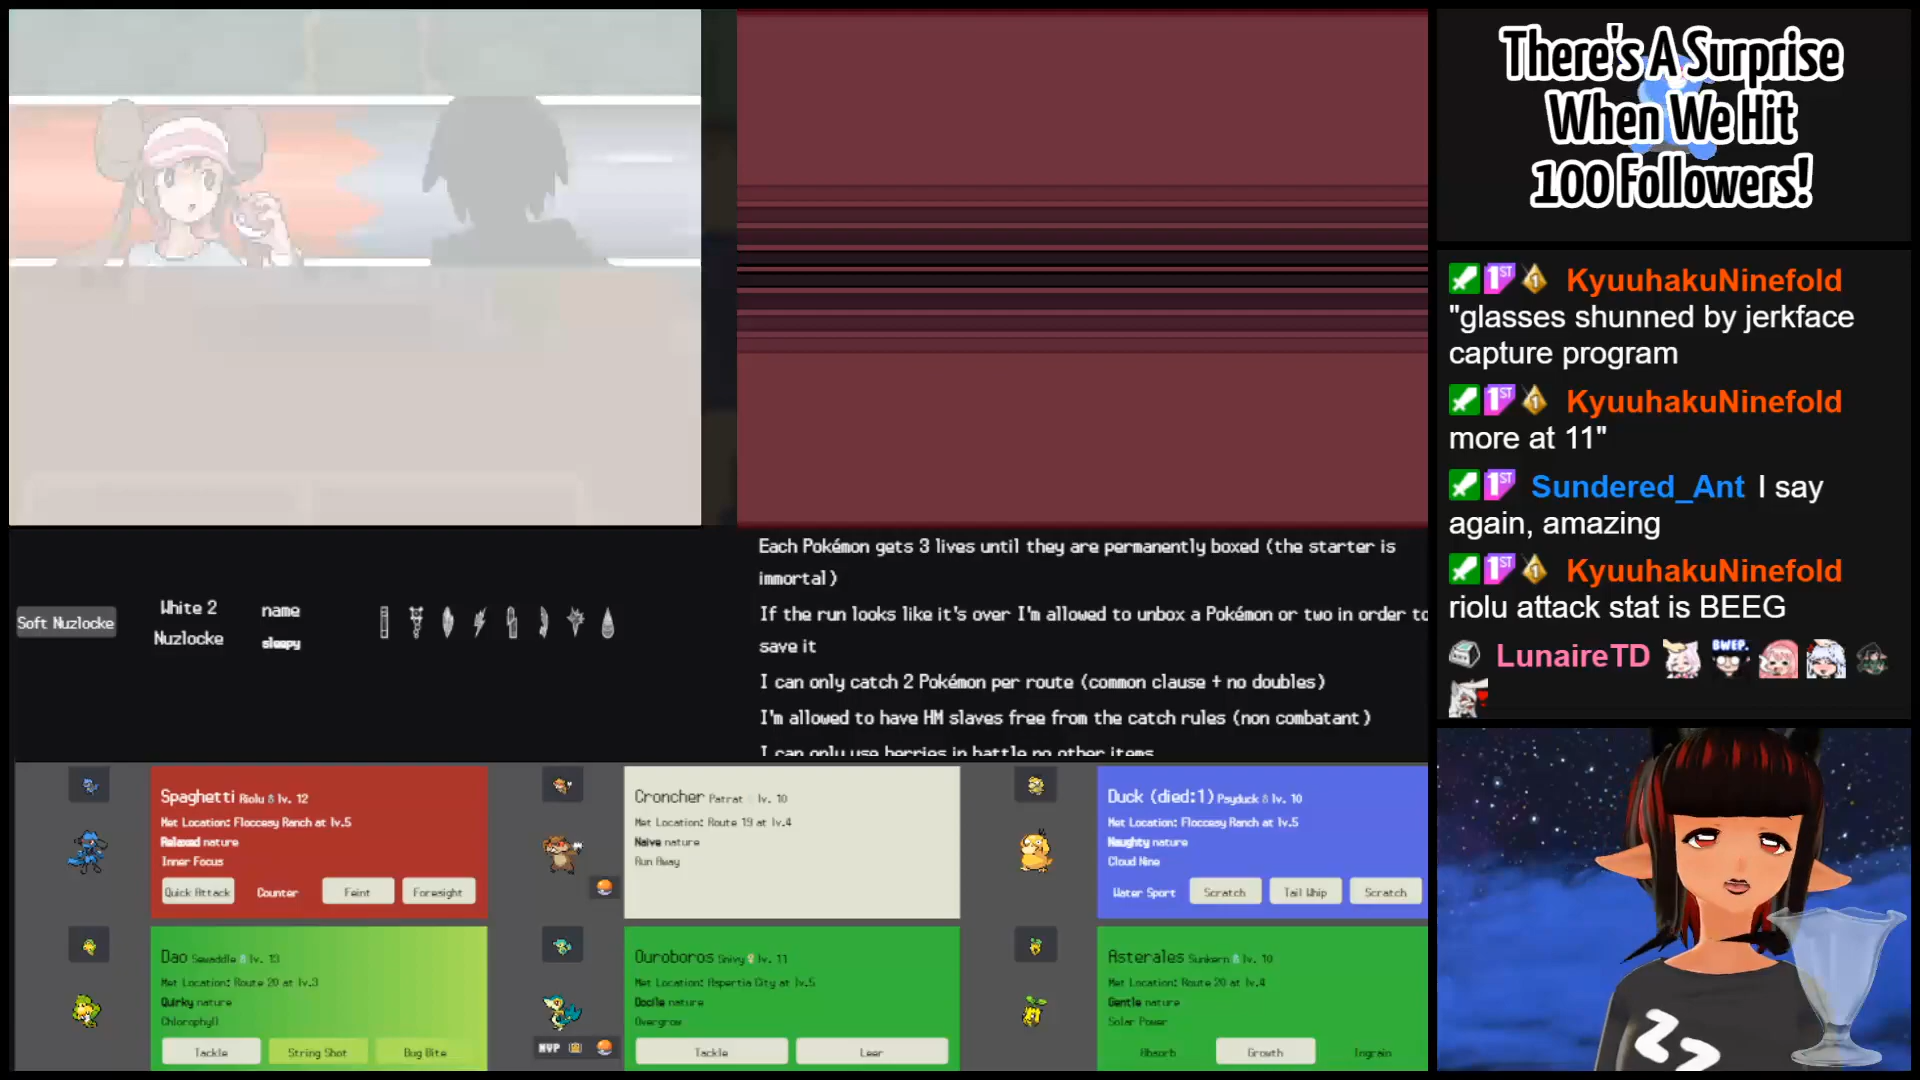 There's A Surprise
When We Hit
100 Followers!
KyuuhakuNinefold
"glasses shunned by jerkface
capture program
KyuuhakuNinefold
more at 11"
Sundered_Ant I say
again, amazing
KyuuhakuNinefold
riolu attack stat is BEEG
LunaireTD
BWEP.
Soft Nuzlocke
White 2
Nuzlocke
name
sleepy
Each Pokémon gets 3 lives until they are permanently boxed (the starter is
immortal)
If the run looks like it's over I'm allowed to unbox a Pokémon or two in order to
save it
I can only catch 2 Pokémon per route (common clause + no doubles)
I'm allowed to have HM slaves free from the catch rules (non combatant)
I can only use berries in battle no other items
Spaghetti Riolu lv. 12
Met Location: Floccesy Ranch at lv.5
Relaxed nature
Inner Focus
Quick Attack
Counter
Feint
Foresight
Croncher Patrat lv. 10
Met Location: Route 19 at lv.4
Naive nature
Run Away
Duck (died:1) Psyduck lv. 10
Met Location: Floccesy Ranch at lv.5
Naughty nature
Cloud Nine
Water Sport
Scratch
Tail Whip
Scratch
Dao Sewaddle lv. 13
Met Location: Route 20 at lv.3
Quirky nature
Chlorophyll
Tackle
String Shot
Bug Bite
Ouroboros Snivy lv. 11
Met Location: Aspertia City at lv.5
Docile nature
Overgrow
MVP
Tackle
Leer
Asterales Sunkern lv. 10
Met Location: Route 20 at lv.4
Gentle nature
Solar Power
Absorb
Growth
Ingrain